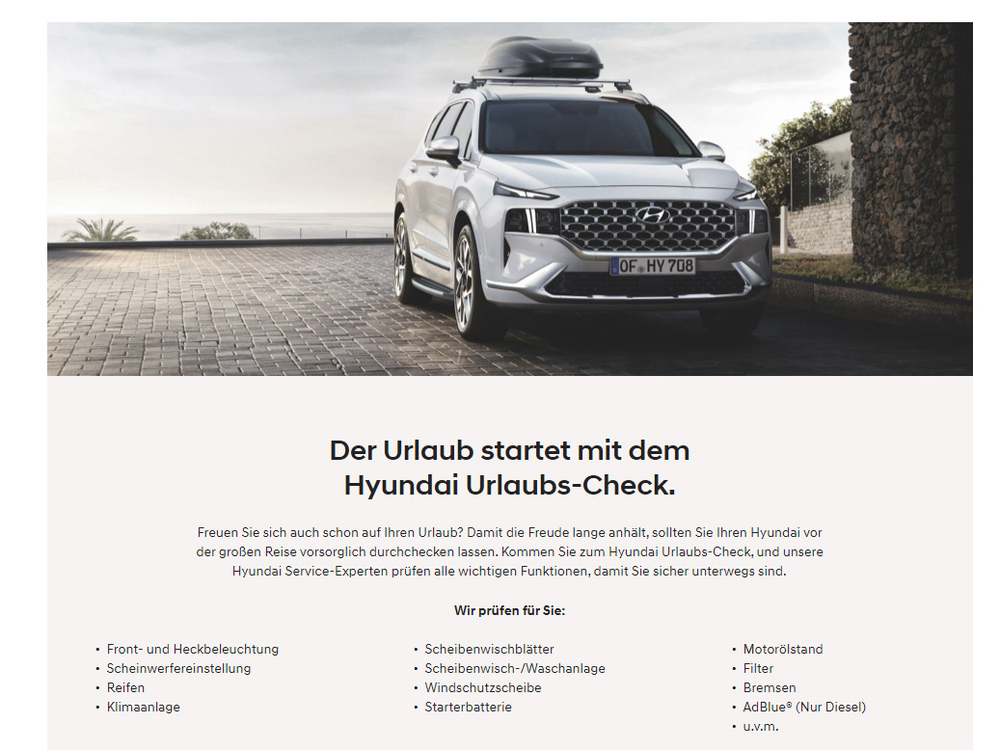 OF HY 708
Der Urlaub startet mit dem
Hyundai Urlaubs-Check.
Freuen Sie sich auch schon auf Ihren Urlaub? Damit die Freude lange anhält, sollten Sie Ihren Hyundai vor
der großen Reise vorsorglich durchchecken lassen. Kommen Sie zum Hyundai Urlaubs-Check, und unsere
Hyundai Service-Experten prüfen alle wichtigen Funktionen, damit Sie sicher unterwegs sind.
Wir prüfen für Sie:
• Front- und Heckbeleuchtung
• Scheinwerfereinstellung
• Reifen
• Klimaanlage
• Scheibenwischblätter
• Scheibenwisch-/Waschanlage
• Windschutzscheibe
• Starterbatterie
• Motorölstand
• Filter
• Bremsen
• AdBlue® (Nur Diesel)
• u.v.m.